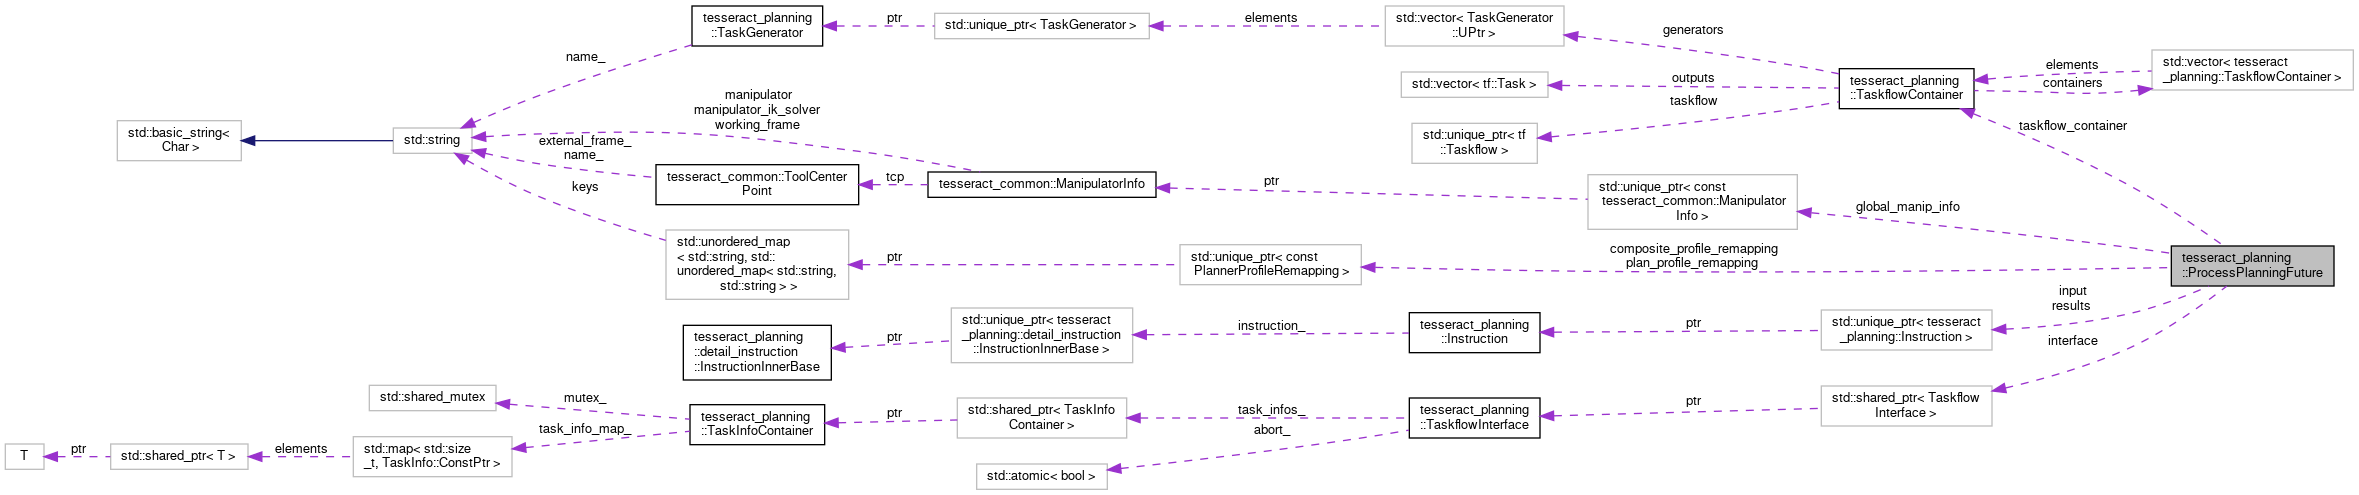 tesseract_planning
::TaskGenerator
ptr
std::unique_ptr< TaskGenerator >
elements
std::vector< TaskGenerator
::UPtr >
generators
name_
std::vector< tf::Task >
outputs
taskflow
tesseract_planning
::TaskflowContainer
elements
containers
std::vector< tesseract
_planning::TaskflowContainer >
manipulator
manipulator_ik_solver
working_frame
std::unique_ptr< tf
::Taskflow >
taskflow_container
std::basic_string<
Char >
std::string
external_frame_
name_
keys
tesseract_common::ToolCenter
Point
tcp
tesseract_common::ManipulatorInfo
ptr
std::unique_ptr< const
tesseract_common::Manipulator
Info >
global_manip_info
std::unordered_map
< std::string, std::
unordered_map< std::string,
std::string > >
ptr
std::unique_ptr< const
PlannerProfileRemapping >
composite_profile_remapping
plan_profile_remapping
tesseract_planning
::ProcessPlanningFuture
input
results
interface
tesseract_planning
::detail_instruction
::InstructionInnerBase
ptr
std::unique_ptr< tesseract
_planning::detail_instruction
::InstructionInnerBase >
instruction_
tesseract_planning
::Instruction
ptr
std::unique_ptr< tesseract
_planning::Instruction >
std::shared_mutex
mutex_
task_info_map_
tesseract_planning
::TaskInfoContainer
ptr
std::shared_ptr< TaskInfo
Container >
task_infos_
abort_
tesseract_planning
::TaskflowInterface
ptr
std::shared_ptr< Taskflow
Interface >
T
ptr
std::shared_ptr< T >
elements
std::map< std::size
_t, TaskInfo::ConstPtr >
std::atomic< bool >